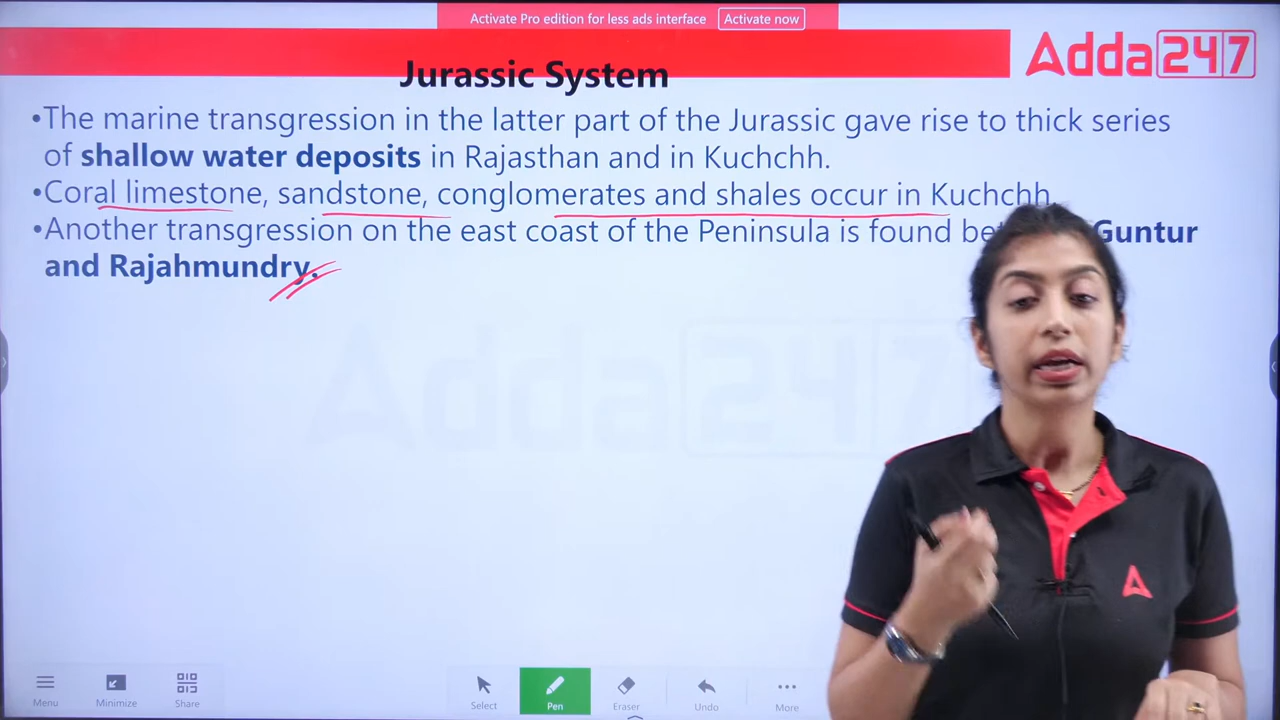 Activate Pro edition for less ads interface Activate now
Adda247
Jurassic System
•The marine transgression in the latter part of the Jurassic gave rise to thick series
of shallow water deposits in Rajasthan and in Kuchchh.
•Coral limestone, sandstone, conglomerates and shales occur in Kuchchh.
•Another transgression on the east coast of the Peninsula is found Guntur
and Rajahmundry.
Adda247
Menu Minimize Share Select Pen Eraser Undo More